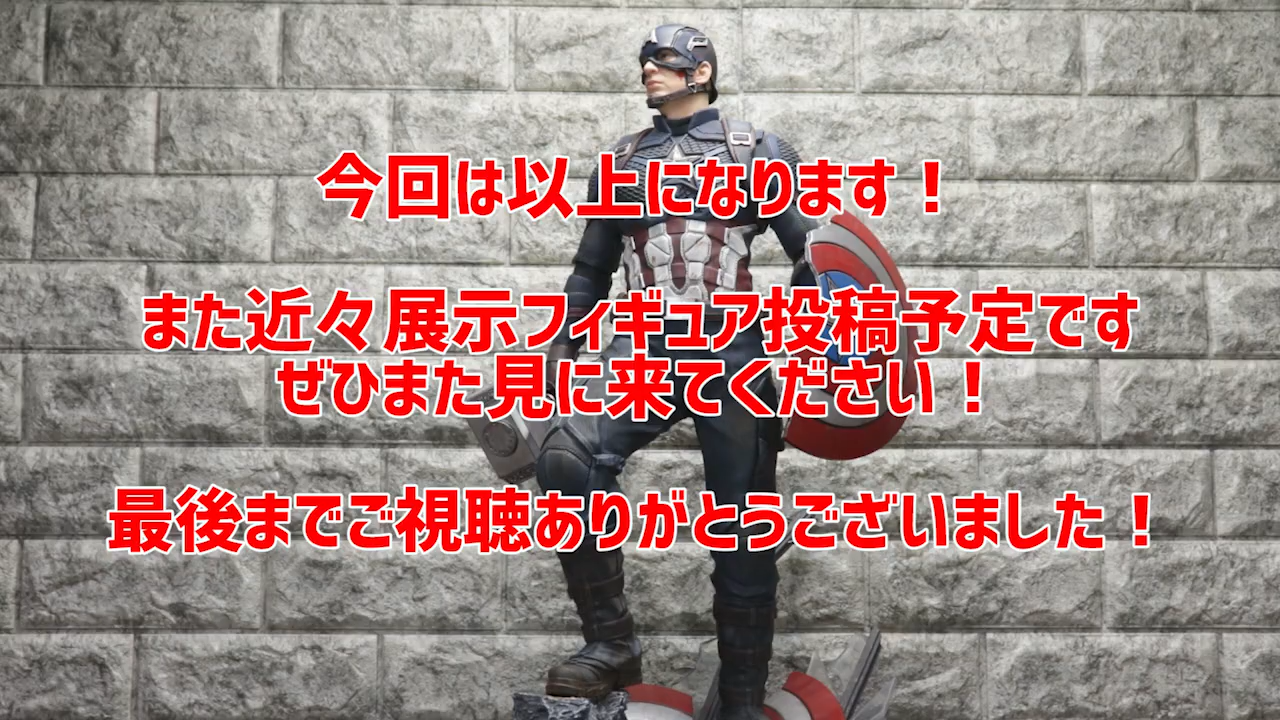 今回は以上になります！
また近々展示フィギュア投稿予定です
ぜひまた見に来てください！
最後までご視聴ありがとうございました！